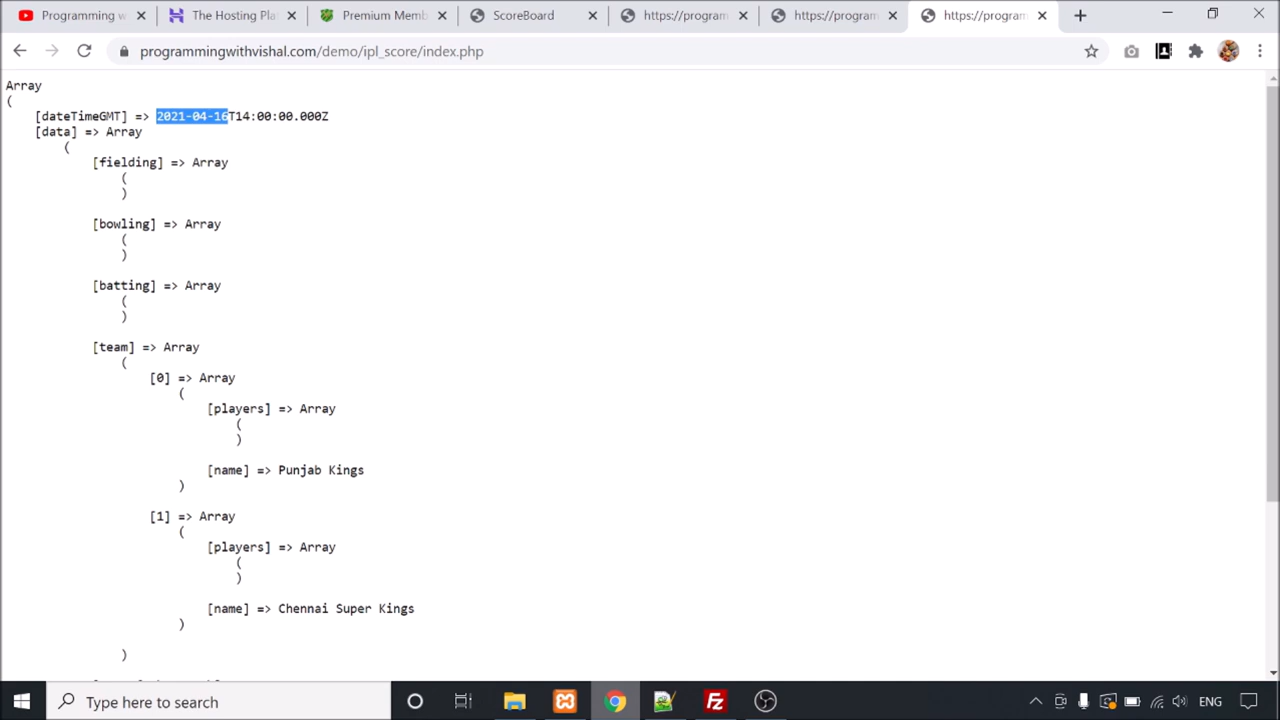 Programming w
The Hosting Pla
Premium Memb
ScoreBoard
https://program
https://program
https://program
programmingwithvishal.com/demo/ipl_score/index.php
Array
(
[dateTimeGMT] => 2021-04-16T14:00:00.000Z
[data] => Array
(
[fielding] => Array
(
)
[bowling] => Array
(
)
[batting] => Array
(
)
[team] => Array
(
[0] => Array
(
[players] => Array
(
)
[name] => Punjab Kings
)
[1] => Array
(
[players] => Array
(
)
[name] => Chennai Super Kings
)
)
Type here to search
ENG